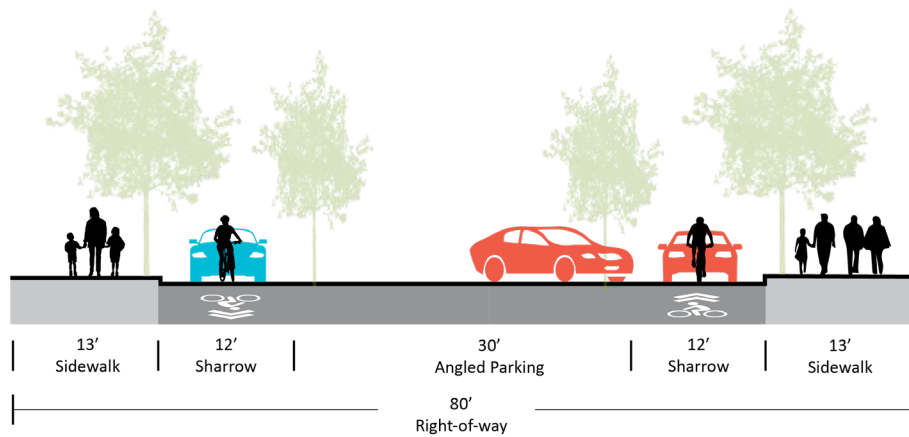 13’
Sidewalk
12’
Sharrow
30’
Angled Parking
12’
Sharrow
13’
Sidewalk
80’
Right-of-way